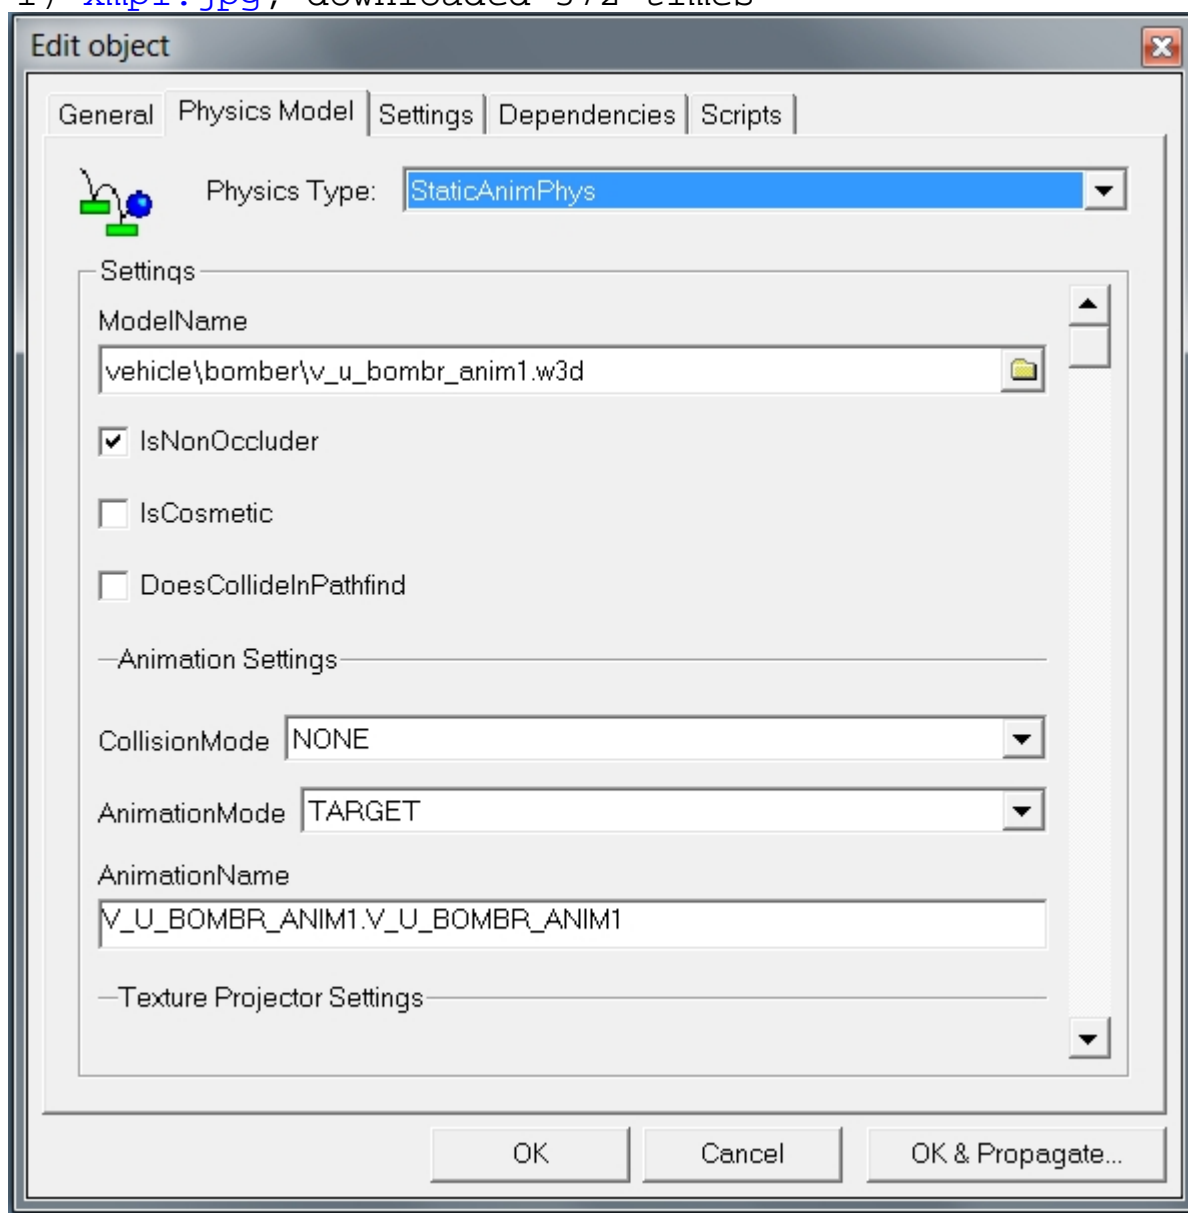 Edit object
General Physics Model Settings Dependencies Scripts
Physics Type: StaticAnimPhys
Settings
ModelName
vehicle\bomber\v_u_bombr_anim1.w3d
IsNonOccluder
IsCosmetic
DoesCollideInPathfind
Animation Settings
CollisionMode NONE
AnimationMode TARGET
AnimationName
V_U_BOMBR_ANIM1.V_U_BOMBR_ANIM1
Texture Projector Settings
OK Cancel OK & Propagate...